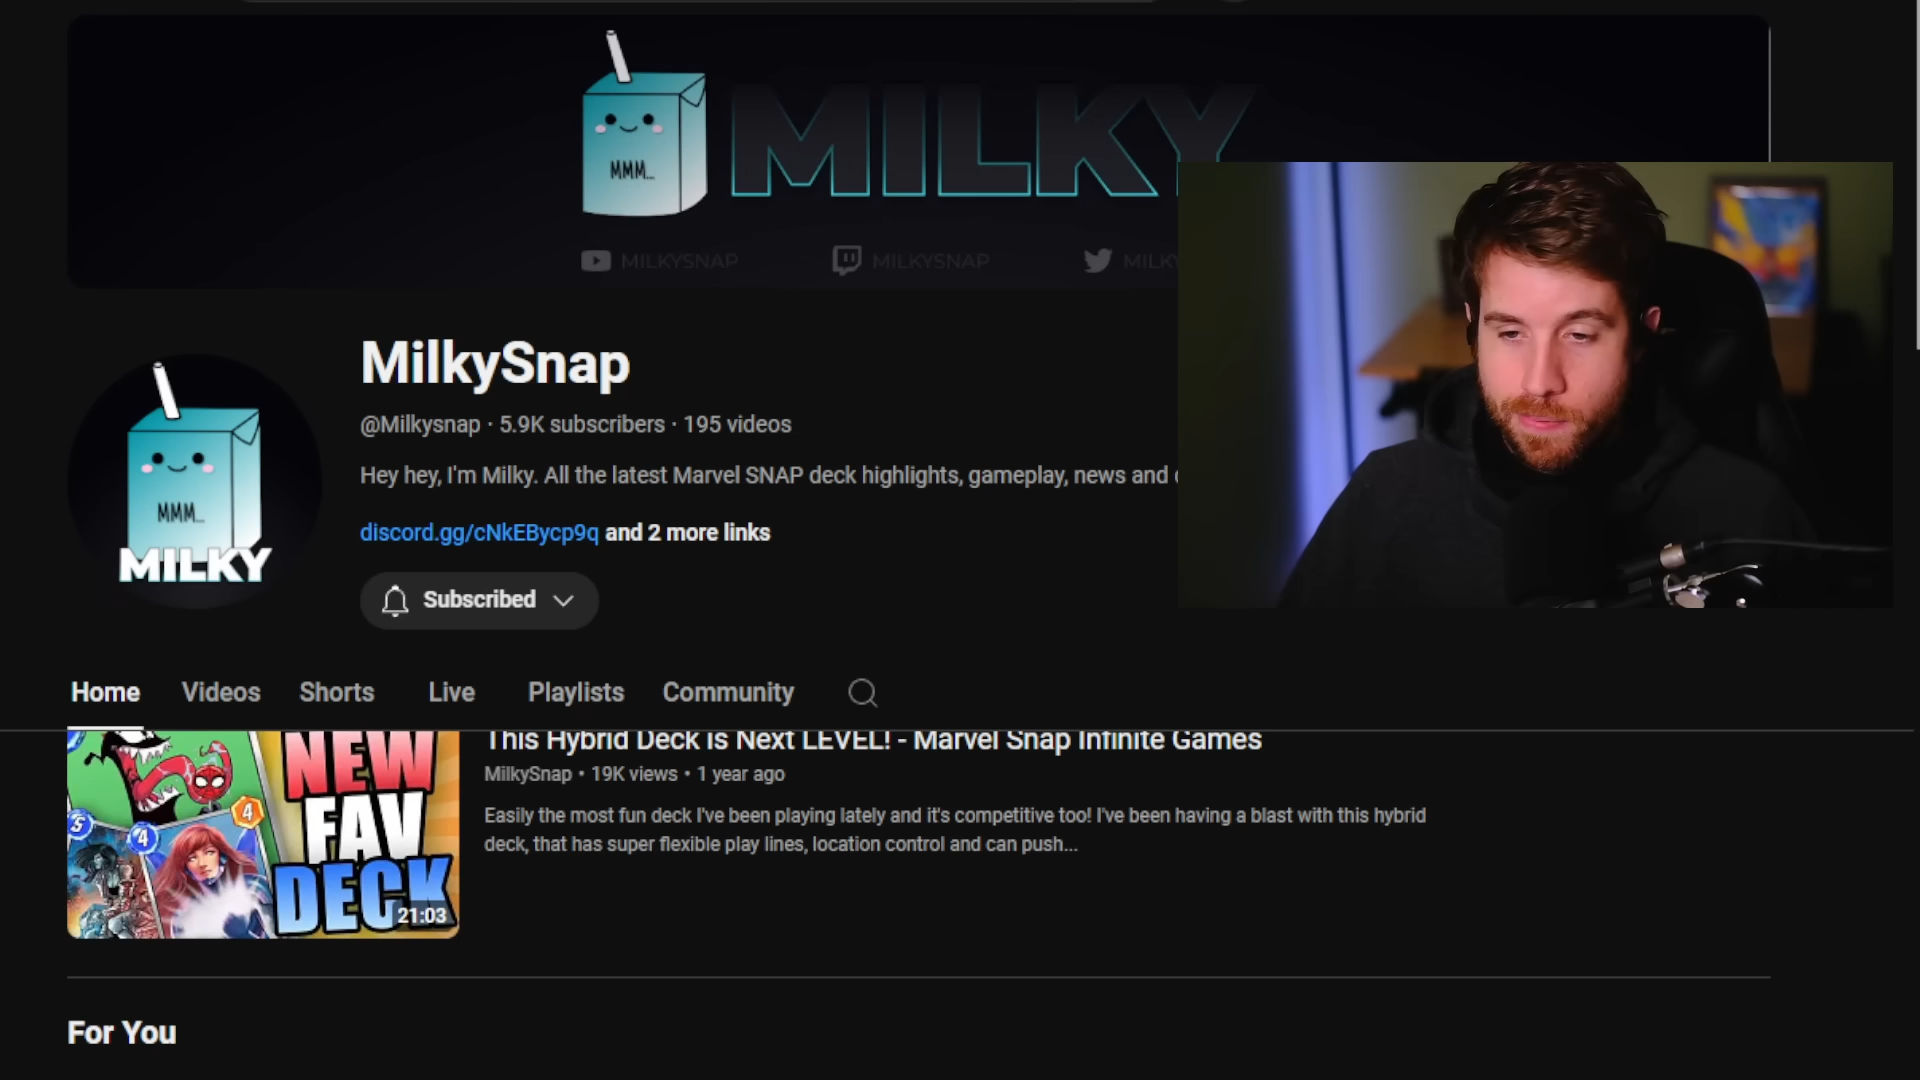 MMM...
MILKY
MILKYSNAP
MILKYSNAP
MILK
MMM...
MILKY
MilkySnap
@Milkysnap · 5.9K subscribers · 195 videos
Hey hey, I'm Milky. All the latest Marvel SNAP deck highlights, gameplay, news and
discord.gg/cNkEBycp9q and 2 more links
Subscribed
Home Videos Shorts Live Playlists Community
NEW
FAV
DECK
5
4
4
21:03
This Hybrid Deck is Next LEVEL! - Marvel Snap Infinite Games
MilkySnap • 19K views • 1 year ago
Easily the most fun deck I've been playing lately and it's competitive too! I've been having a blast with this hybrid
deck, that has super flexible play lines, location control and can push...
For You